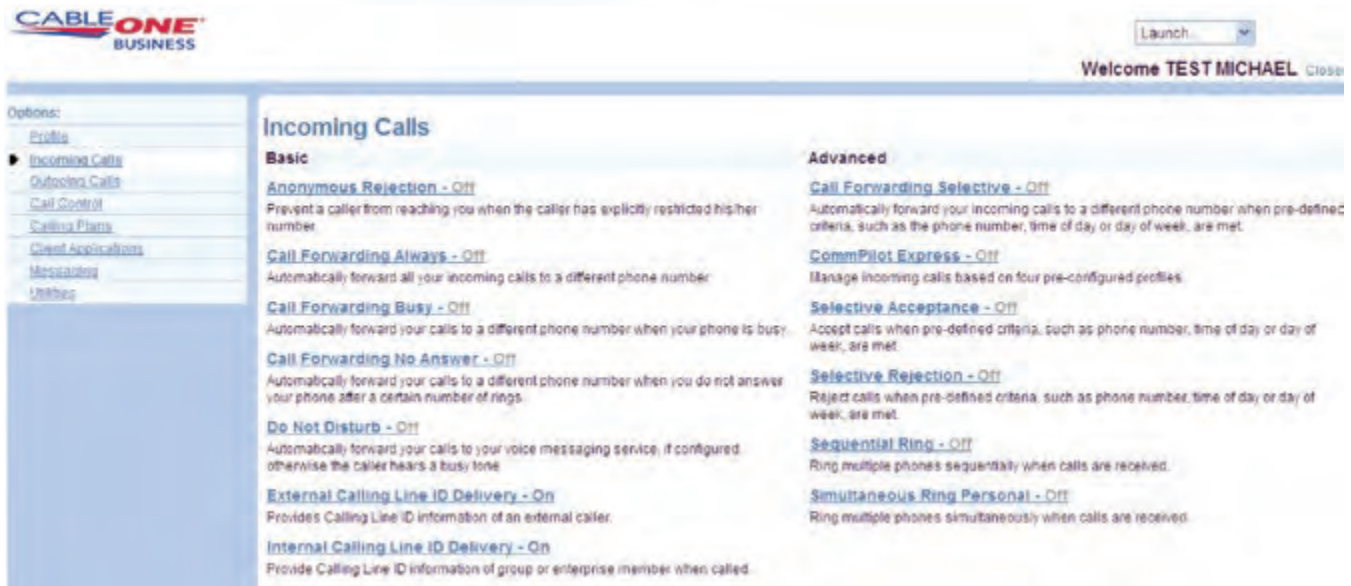 CABLE ONE
BUSINESS
Launch...
Welcome TEST MICHAEL Close
Options:
Profile
Incoming Calls
Outgoing Calls
Call Control
Calling Plans
Client Applications
Messaging
Utilities
Incoming Calls
Basic
Anonymous Rejection - Off
Prevent a caller from reaching you when the caller has explicitly restricted his/her
number.
Call Forwarding Always - Off
Automatically forward all your incoming calls to a different phone number.
Call Forwarding Busy - Off
Automatically forward your calls to a different phone number when your phone is busy.
Call Forwarding No Answer - Off
Automatically forward your calls to a different phone number when you do not answer
your phone after a certain number of rings.
Do Not Disturb - Off
Automatically forward your calls to your voice messaging service, if configured,
otherwise the caller hears a busy tone.
External Calling Line ID Delivery - On
Provides Calling Line ID information of an external caller.
Internal Calling Line ID Delivery - On
Provide Calling Line ID information of group or enterprise member when called.
Advanced
Call Forwarding Selective - Off
Automatically forward your incoming calls to a different phone number when pre-defined
criteria, such as the phone number, time of day or day of week, are met.
CommPilot Express - Off
Manage incoming calls based on four pre-configured profiles.
Selective Acceptance - Off
Accept calls when pre-defined criteria, such as phone number, time of day or day of
week, are met.
Selective Rejection - Off
Reject calls when pre-defined criteria, such as phone number, time of day or day of
week, are met.
Sequential Ring - Off
Ring multiple phones sequentially when calls are received.
Simultaneous Ring Personal - Off
Ring multiple phones simultaneously when calls are received.